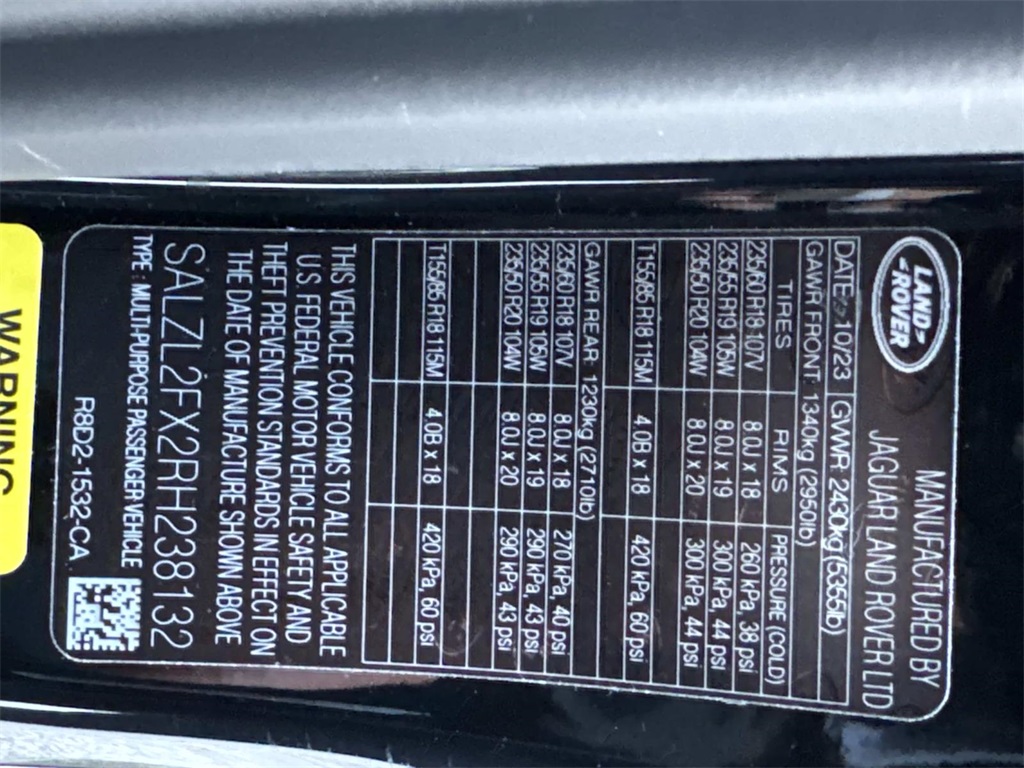 LAND-
-ROVER
MANUFACTURED BY
JAGUAR LAND ROVER LTD
DATE: 10/23 GVWR 2430kg(5355lb)
GAWR FRONT: 1340kg (2950lb)
TIRES RIMS PRESSURE (COLD)
235/60 R18 107V 8.0J x 18 260 kPa, 38 psi
235/55 R19 105W 8.0J x 19 300 kPa, 44 psi
235/50 R20 104W 8.0J x 20 300 kPa, 44 psi
T155/85 R18 115M 4.0B x 18 420 kPa, 60 psi
GAWR REAR: 1230kg (2710lb)
235/60 R18 107V 8.0J x 18 270 kPa, 40 psi
235/55 R19 105W 8.0J x 19 290 kPa, 43 psi
235/50 R20 104W 8.0J x 20 290 kPa, 43 psi
T155/85 R18 115M 4.0B x 18 420 kPa, 60 psi
THIS VEHICLE CONFORMS TO ALL APPLICABLE
U.S. FEDERAL MOTOR VEHICLE SAFETY AND
THEFT PREVENTION STANDARDS IN EFFECT ON
THE DATE OF MANUFACTURE SHOWN ABOVE
SALZL2FX2RH238132
TYPE : MULTI-PURPOSE PASSENGER VEHICLE
R8D2-1532-CA
WARNING